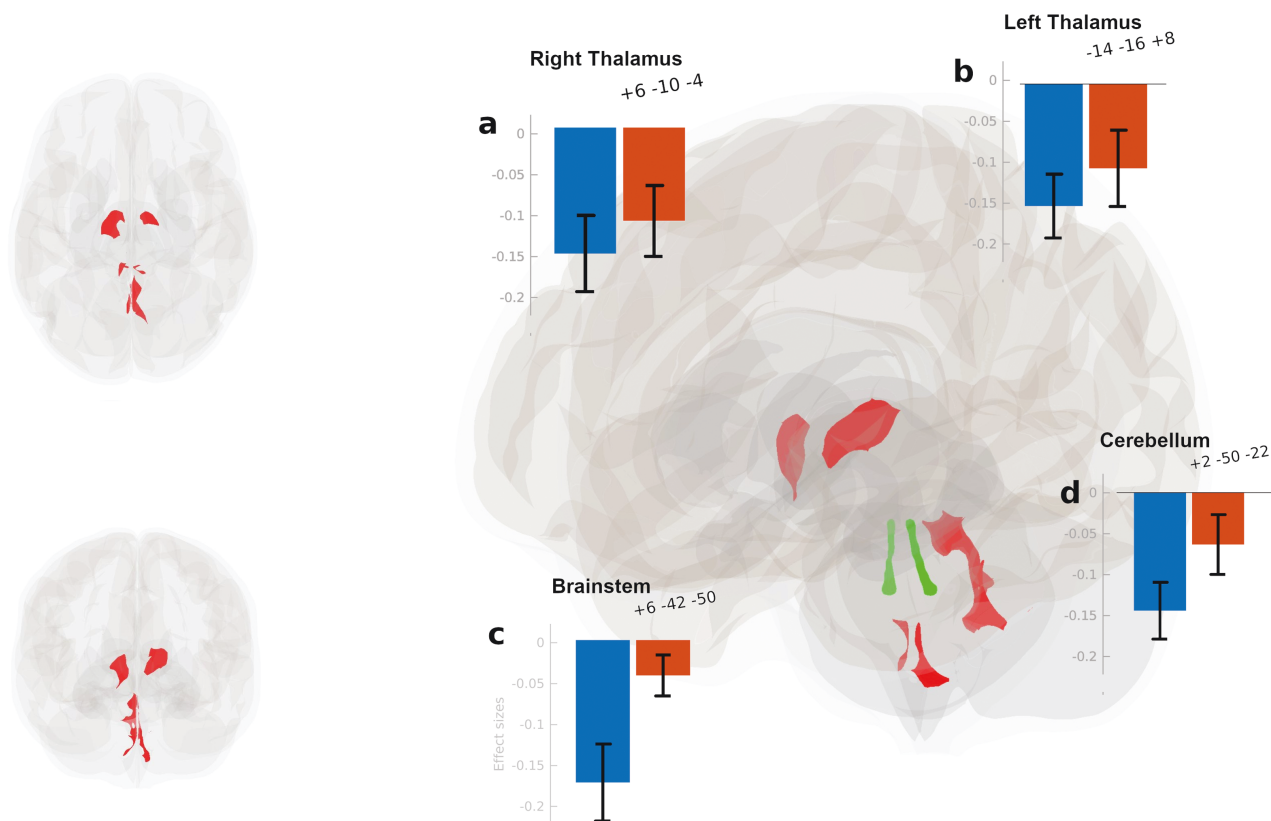 Right Thalamus
+6 -10 -4
a
0
-0.05
-0.1
-0.15
-0.2
Left Thalamus
-14 -16 +8
b
0
-0.05
-0.1
-0.15
-0.2
Brainstem
+6 -42 -50
c
Effect sizes
0
-0.05
-0.1
-0.15
-0.2
Cerebellum
+2 -50 -22
d
0
-0.05
-0.1
-0.15
-0.2